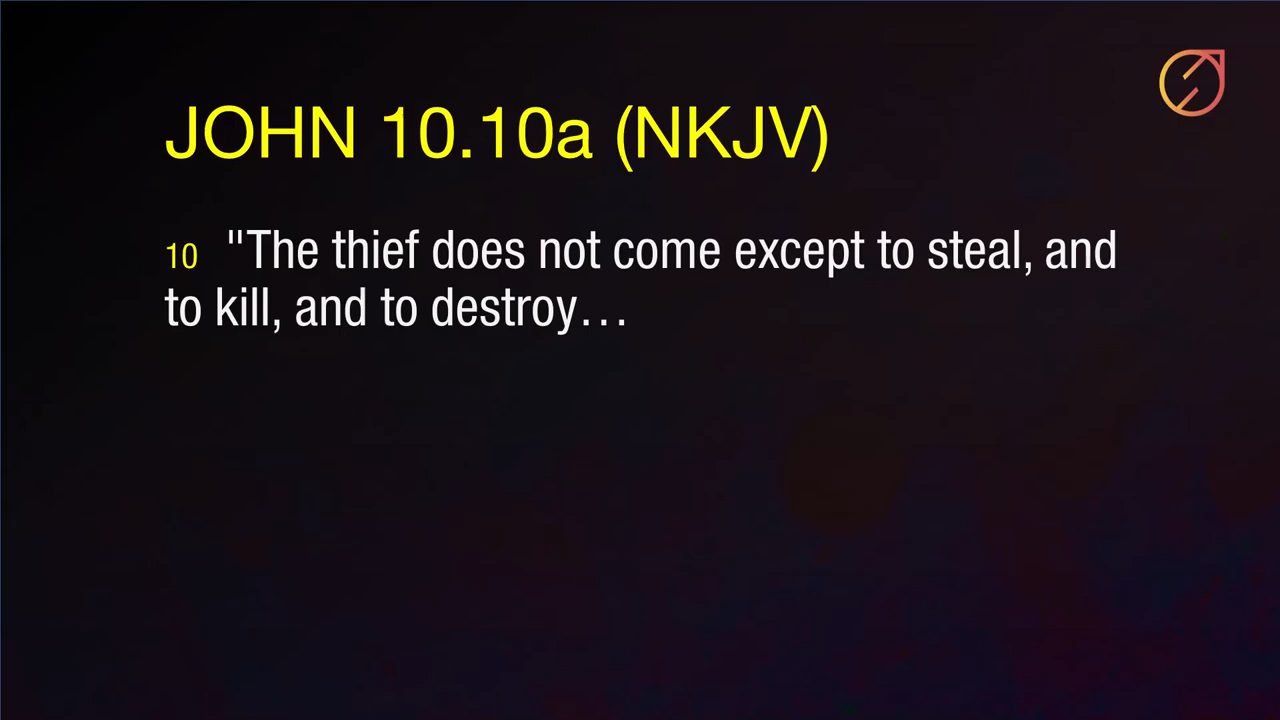 JOHN 10.10a (NKJV)
10 "The thief does not come except to steal, and
to kill, and to destroy…